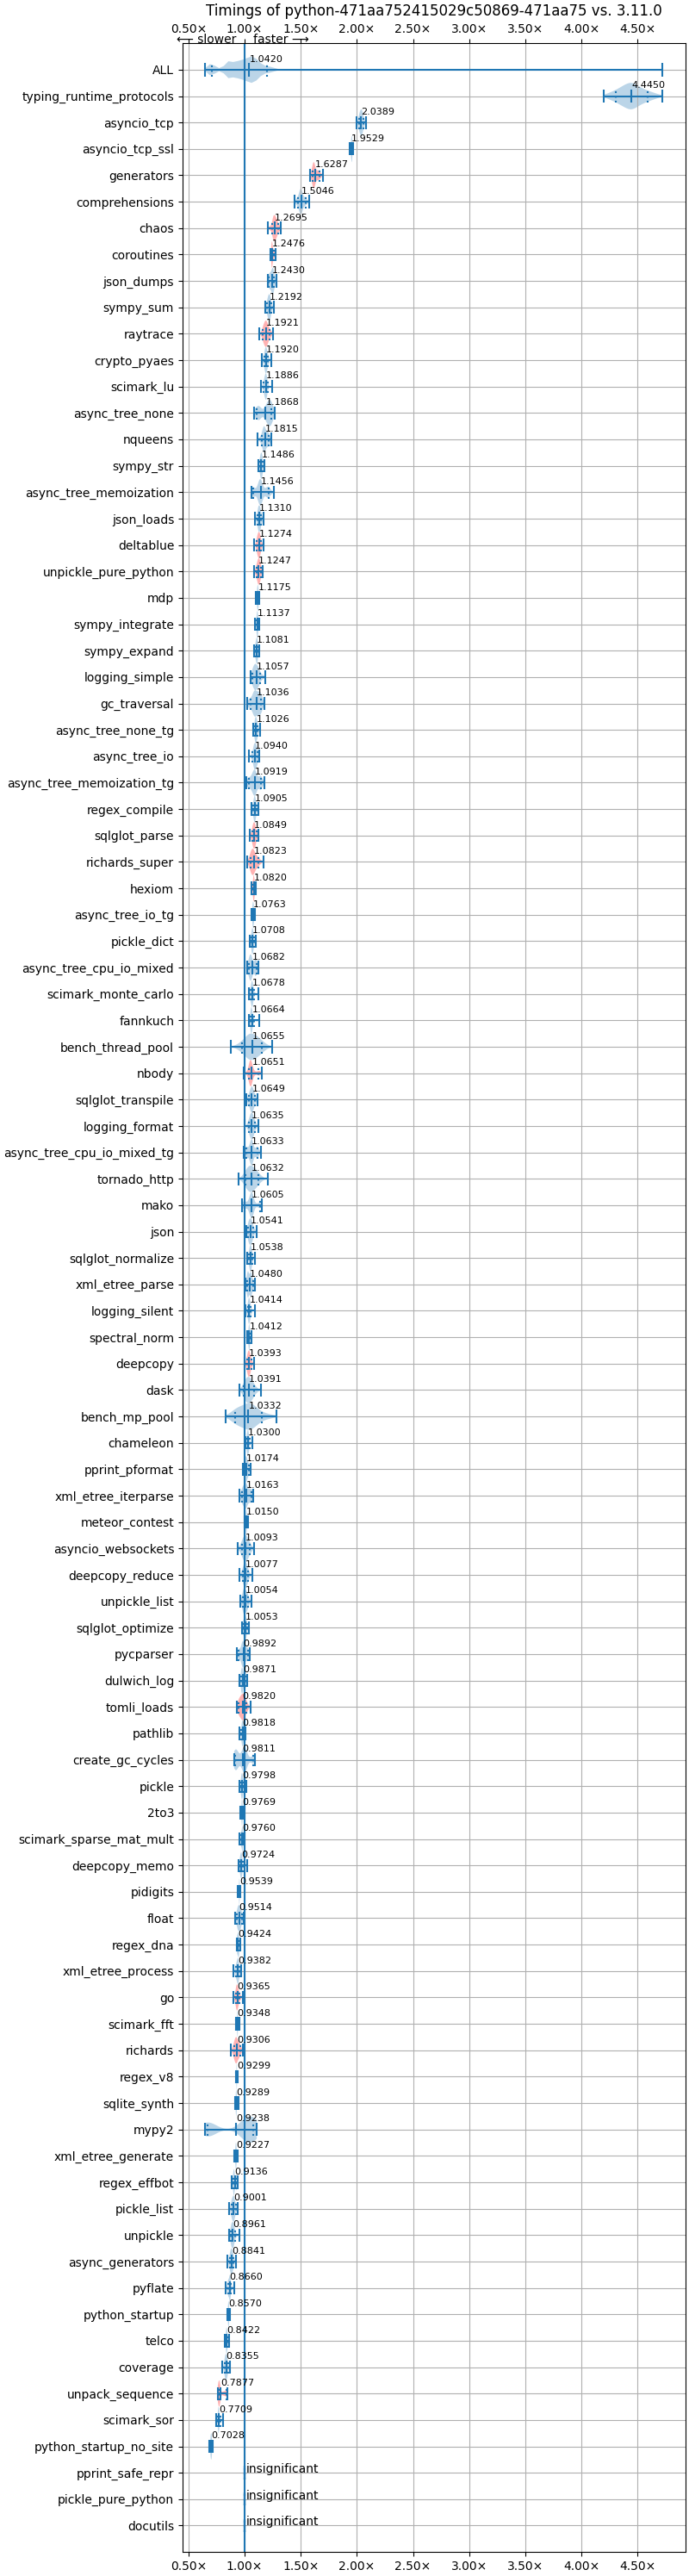 Timings of python-471aa752415029c50869-471aa75 vs. 3.11.0
0.50× 1.00× 1.50× 2.00× 2.50× 3.00× 3.50× 4.00× 4.50×
⟵ slower faster ⟶
ALL 1.0420
typing_runtime_protocols 4.4450
asyncio_tcp 2.0389
asyncio_tcp_ssl 1.9529
generators 1.6287
comprehensions 1.5046
chaos 1.2695
coroutines 1.2476
json_dumps 1.2430
sympy_sum 1.2192
raytrace 1.1921
crypto_pyaes 1.1920
scimark_lu 1.1886
async_tree_none 1.1868
nqueens 1.1815
sympy_str 1.1486
async_tree_memoization 1.1456
json_loads 1.1310
deltablue 1.1274
unpickle_pure_python 1.1247
mdp 1.1175
sympy_integrate 1.1137
sympy_expand 1.1081
logging_simple 1.1057
gc_traversal 1.1036
async_tree_none_tg 1.1026
async_tree_io 1.0940
async_tree_memoization_tg 1.0919
regex_compile 1.0905
sqlglot_parse 1.0849
richards_super 1.0823
hexiom 1.0820
async_tree_io_tg 1.0763
pickle_dict 1.0708
async_tree_cpu_io_mixed 1.0682
scimark_monte_carlo 1.0678
fannkuch 1.0664
bench_thread_pool 1.0655
nbody 1.0651
sqlglot_transpile 1.0649
logging_format 1.0635
async_tree_cpu_io_mixed_tg 1.0633
tornado_http 1.0632
mako 1.0605
json 1.0541
sqlglot_normalize 1.0538
xml_etree_parse 1.0480
logging_silent 1.0414
spectral_norm 1.0412
deepcopy 1.0393
dask 1.0391
bench_mp_pool 1.0332
chameleon 1.0300
pprint_pformat 1.0174
xml_etree_iterparse 1.0163
meteor_contest 1.0150
asyncio_websockets 1.0093
deepcopy_reduce 1.0077
unpickle_list 1.0054
sqlglot_optimize 1.0053
pycparser 0.9892
dulwich_log 0.9871
tomli_loads 0.9820
pathlib 0.9818
create_gc_cycles 0.9811
pickle 0.9798
2to3 0.9769
scimark_sparse_mat_mult 0.9760
deepcopy_memo 0.9724
pidigits 0.9539
float 0.9514
regex_dna 0.9424
xml_etree_process 0.9382
go 0.9365
scimark_fft 0.9348
richards 0.9306
regex_v8 0.9299
sqlite_synth 0.9289
mypy2 0.9238
xml_etree_generate 0.9227
regex_effbot 0.9136
pickle_list 0.9001
unpickle 0.8961
async_generators 0.8841
pyflate 0.8660
python_startup 0.8570
telco 0.8422
coverage 0.8355
unpack_sequence 0.7877
scimark_sor 0.7709
python_startup_no_site 0.7028
pprint_safe_repr insignificant
pickle_pure_python insignificant
docutils insignificant
0.50× 1.00× 1.50× 2.00× 2.50× 3.00× 3.50× 4.00× 4.50×